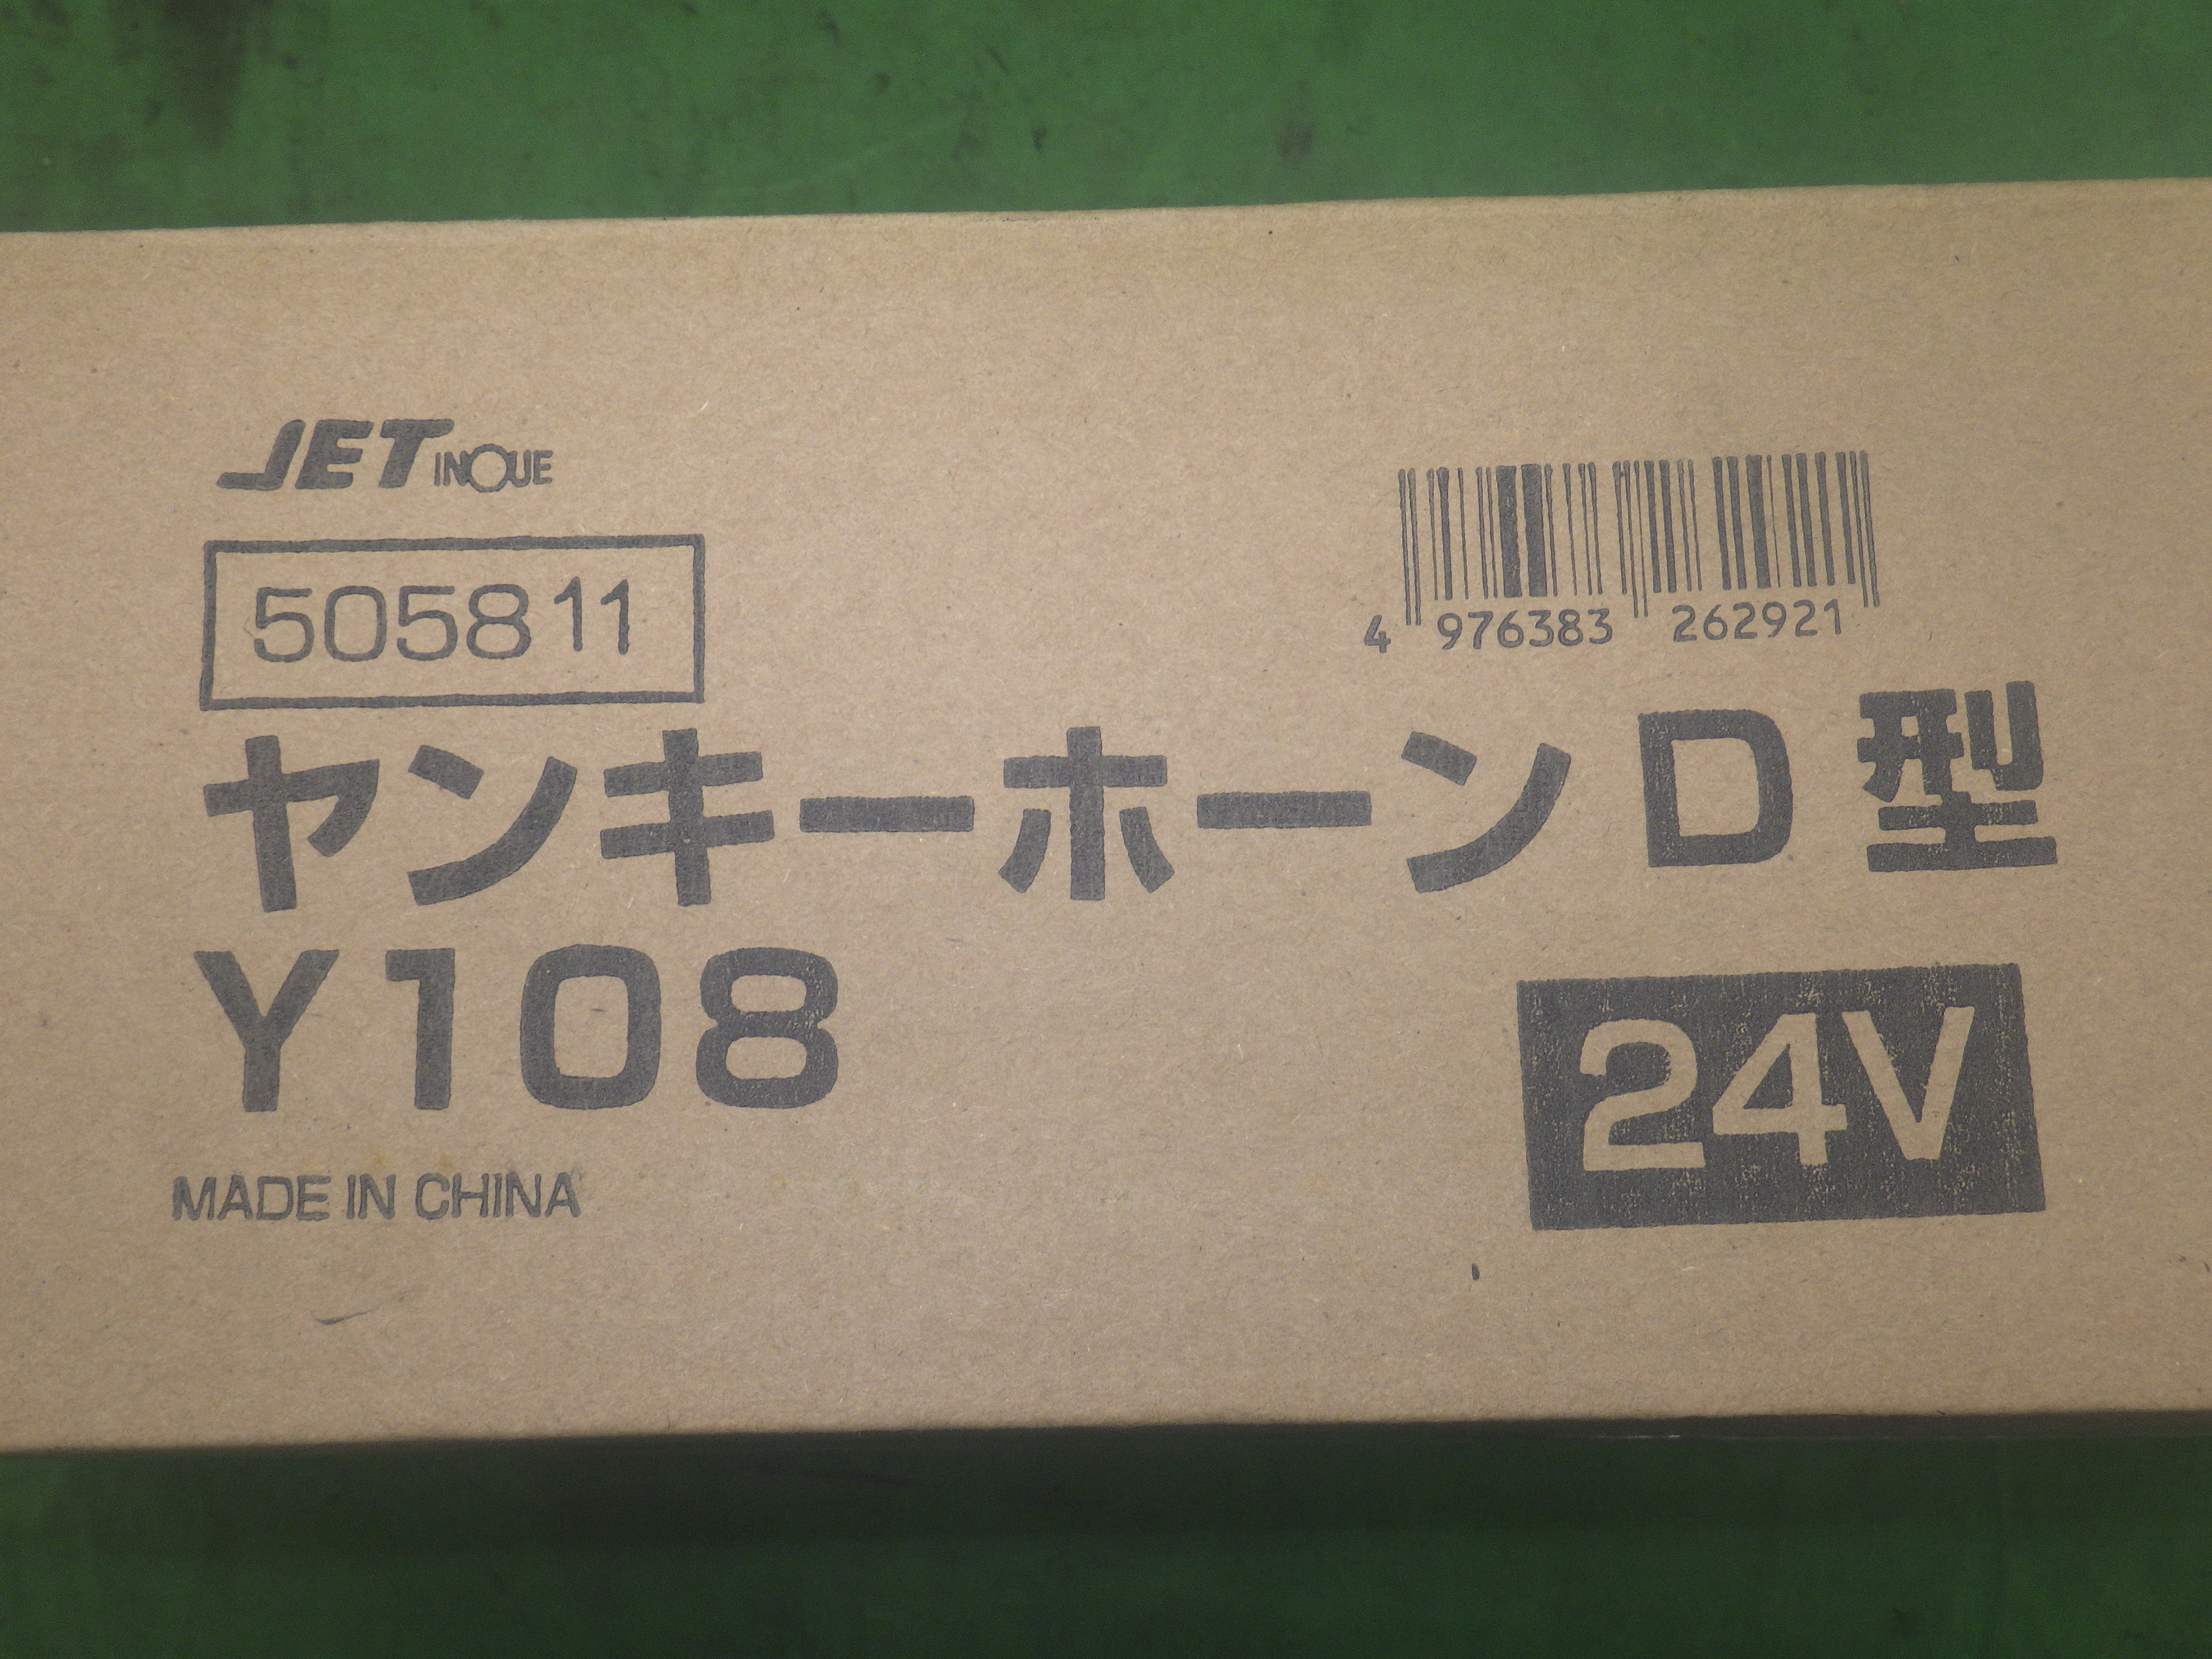 JET INOUE
505811
4 976383 262921
ヤンキーホーンD型
Y108
24V
MADE IN CHINA